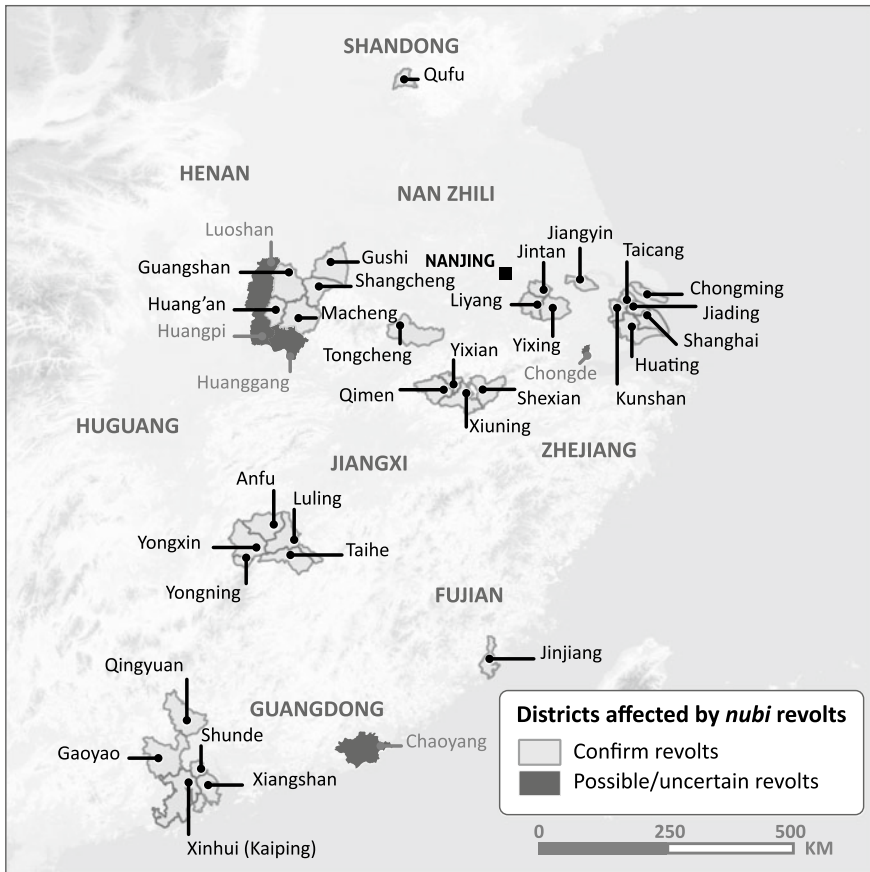 SHANDONG
Qufu
HENAN
NAN ZHILI
Luoshan
Gushi
Guangshan
Shangcheng
Huang'an
Macheng
Huangpi
Huanggang
Tongcheng
NANJING
Jiangyin
Jintan
Taicang
Liyang
Chongming
Jiading
Shanghai
Yixing
Huating
Chongde
Kunshan
Yixian
Qimen
Shexian
Xiuning
HUGUANG
ZHEJIANG
JIANGXI
Anfu
Luling
Yongxin
Taihe
Yongning
FUJIAN
Jinjiang
Qingyuan
GUANGDONG
Shunde
Gaoyao
Chaoyang
Xiangshan
Xinhui (Kaiping)
Districts affected by nubi revolts
Confirm revolts
Possible/uncertain revolts
0 250 500
KM